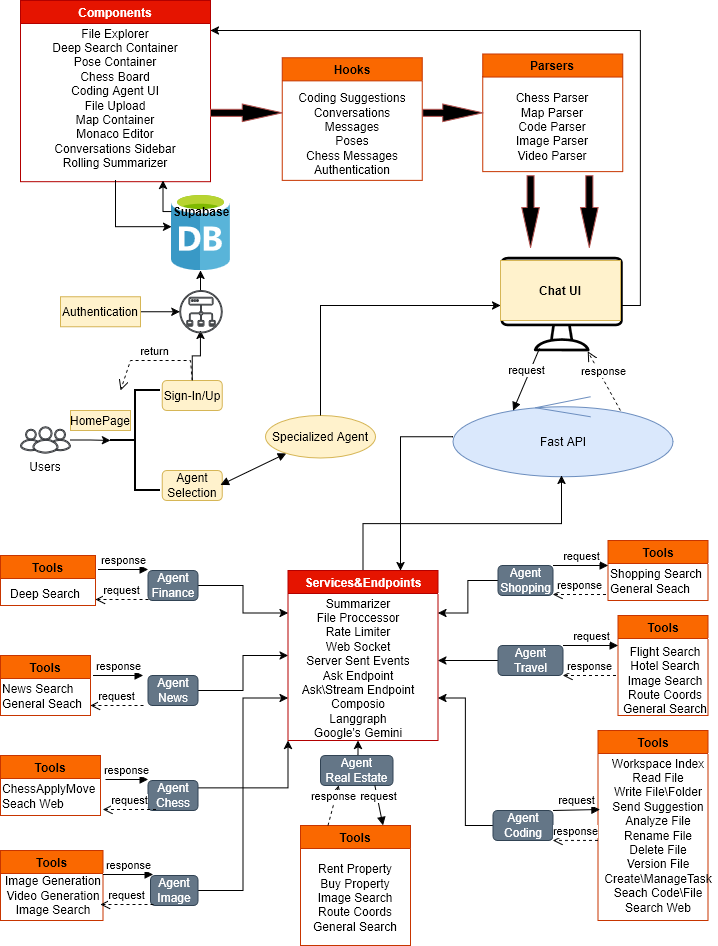 Components
File Explorer
Deep Search Container
Pose Container
Chess Board
Coding Agent UI
File Upload
Map Container
Monaco Editor
Conversations Sidebar
Rolling Summarizer
Hooks
Coding Suggestions
Conversations
Messages
Poses
Chess Messages
Authentication
Parsers
Chess Parser
Map Parser
Code Parser
Image Parser
Video Parser
Supabase
DB
Chat UI
Authentication
return
request
response
Sign-In/Up
HomePage
Users
Specialized Agent
Fast API
Agent
Selection
Tools
Deep Search
response
request
Agent
Finance
Services&Endpoints
Summarizer
File Proccessor
Rate Limiter
Web Socket
Server Sent Events
Ask Endpoint
Ask\Stream Endpoint
Composio
Langgraph
Google's Gemini
Agent
Shopping
request
response
Tools
Shopping Search
General Seach
Tools
News Search
General Seach
response
request
Agent
News
Agent
Travel
request
response
Tools
Flight Search
Hotel Search
Image Search
Route Coords
General Search
Tools
ChessApplyMove
Seach Web
response
request
Agent
Chess
Agent
Real Estate
response
request
Tools
Rent Property
Buy Property
Image Search
Route Coords
General Search
Agent
Coding
request
response
Tools
Workspace Index
Read File
Write File\Folder
Send Suggestion
Analyze File
Rename File
Delete File
Version File
Create\ManageTask
Seach Code\File
Search Web
Tools
Image Generation
Video Generation
Image Search
response
request
Agent
Image